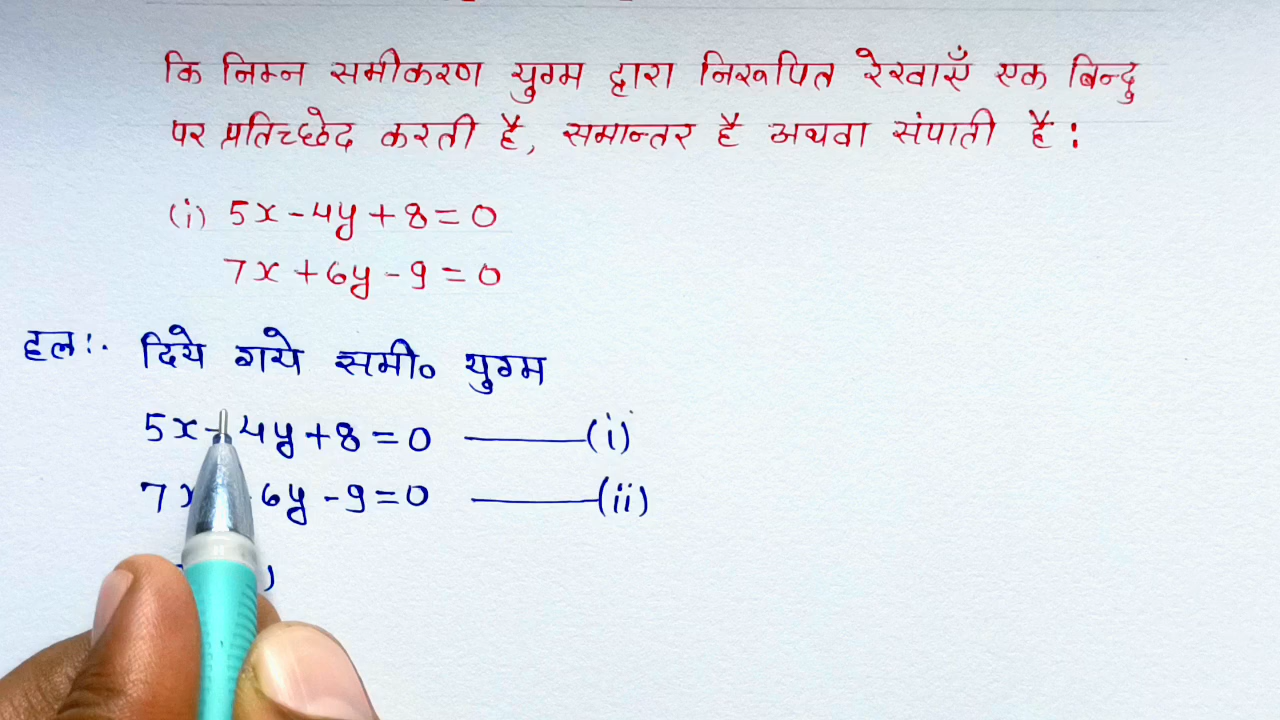 कि निम्न समीकरण युग्म द्वारा निरूपित रेखाएँ एक बिन्दु
पर प्रतिच्छेद करती है, समान्तर है अथवा संपाती है :
(i) 5x - 4y + 8 = 0
7x + 6y - 9 = 0
हल:. दिये गये समी० युग्म
5x - 4y + 8 = 0 —— (i)
7x 6y - 9 = 0 —— (ii)